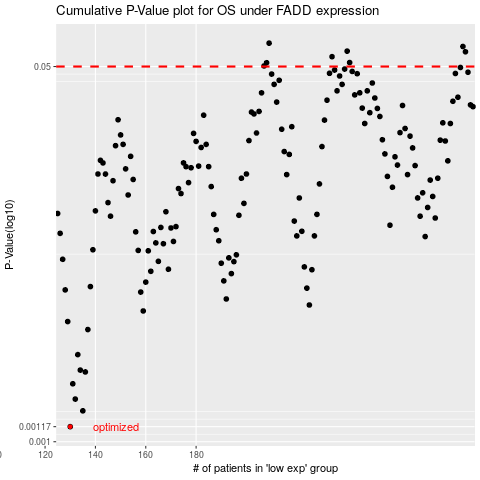 Cumulative P-Value plot for OS under FADD expression
0.05
P-Value(log10)
0.00117
optimized
0.001
0
120
140
160
180
# of patients in 'low exp' group